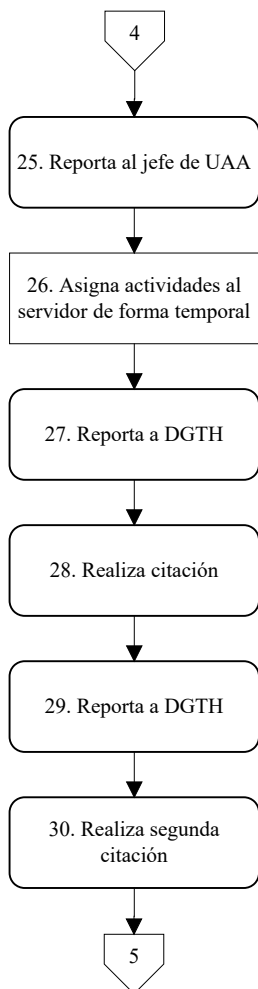 4
25. Reporta al jefe de UAA
26. Asigna actividades al
servidor de forma temporal
27. Reporta a DGTH
28. Realiza citación
29. Reporta a DGTH
30. Realiza segunda
citación
5